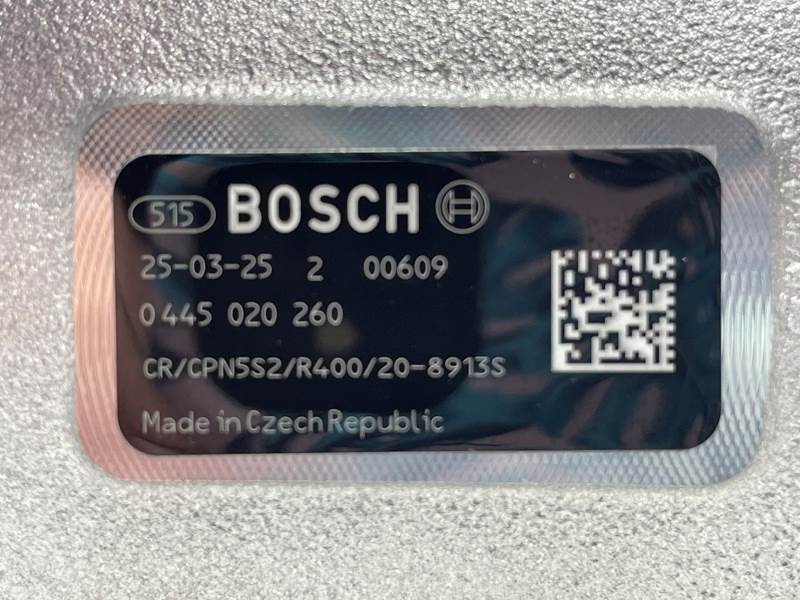 515 BOSCH
25-03-25 2 00609
0 445 020 260
CR/CPN5S2/R400/20-8913S
Made in Czech Republic